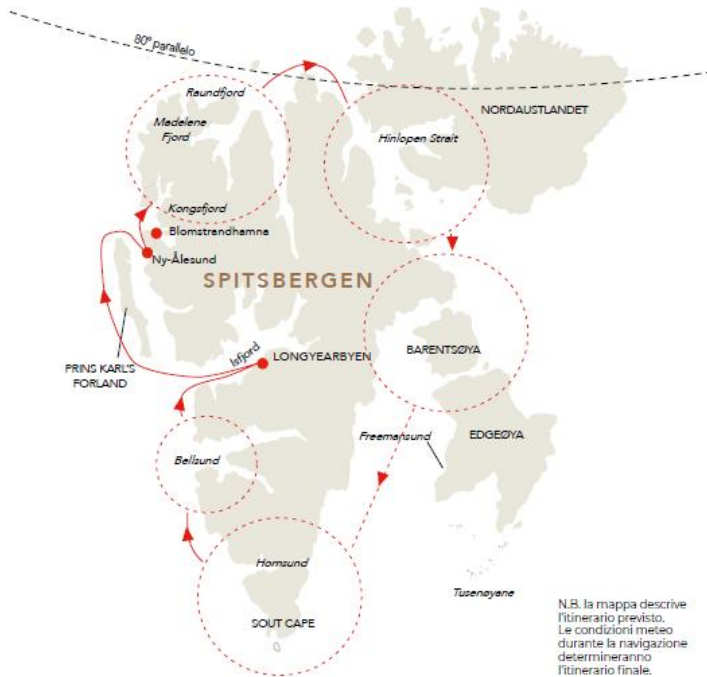 80° parallelo
Raundfjord
NORDAUSTLANDET
Madelene
Fjord
Hinlopen Strait
Kongsfjord
Blomstrandhamna
Ny-Ålesund
SPITSBERGEN
Isfjord
LONGYEARBYEN
BARENTSØYA
PRINS KARL'S
FORLAND
EDGEØYA
Freemansund
Bellsund
Hornsund
Tusenøyane
SOUT CAPE
N.B. la mappa descrive
l'itinerario previsto.
Le condizioni meteo
durante la navigazione
determineranno
l'itinerario finale.